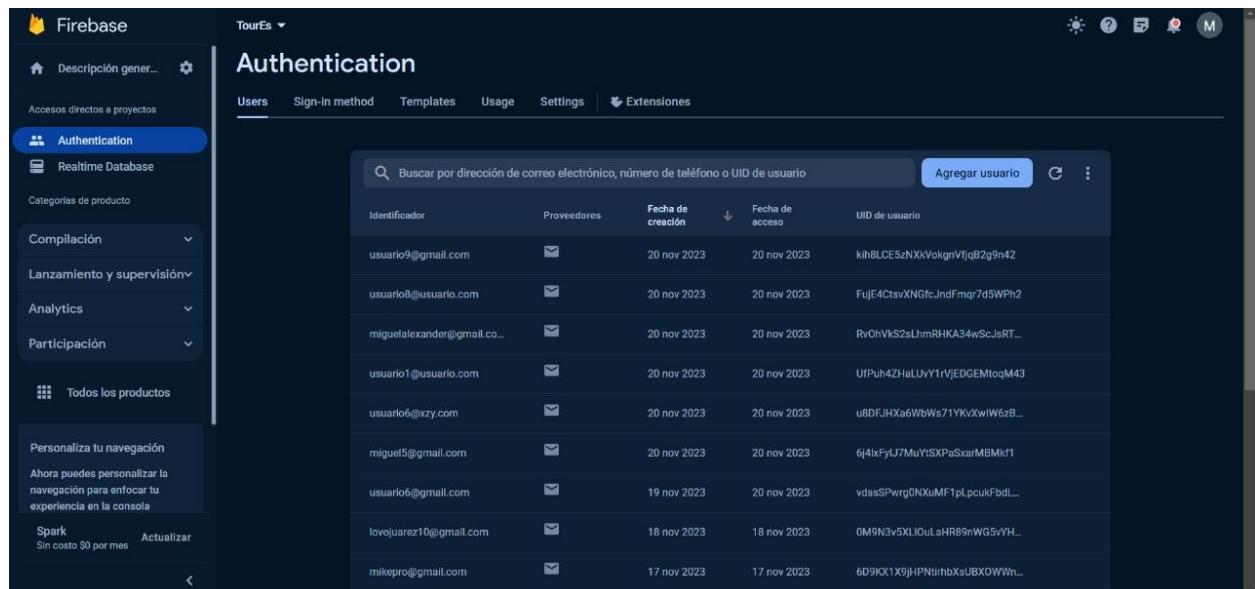 Firebase
TourEs
M
Descripción gener...
Authentication
Accesos directos a proyectos
Users Sign-in method Templates Usage Settings Extensiones
Authentication
Realtime Database
Categorías de producto
Compilación
Lanzamiento y supervisión
Analytics
Participación
Todos los productos
Personaliza tu navegación
Ahora puedes personalizar la
navegación para enfocar tu
experiencia en la consola
Spark
Sin costo $0 por mes
Actualizar
Buscar por dirección de correo electrónico, número de teléfono o UID de usuario
Agregar usuario
Identificador Proveedores Fecha de creación Fecha de acceso UID de usuario
usuario9@gmail.com 20 nov 2023 20 nov 2023 kih8LCE5zNXkVokgnVfjqB2g9n42
usuario8@usuario.com 20 nov 2023 20 nov 2023 FujE4CtsvXNGfcJndFmqr7d5WPh2
miguelalexander@gmail.co... 20 nov 2023 20 nov 2023 RvOhVkS2sLhmRHKA34wScJsRT...
usuario1@usuario.com 20 nov 2023 20 nov 2023 UfPuh4ZHaLUvY1rVjEDGEMtoqM43
usuario6@xzy.com 20 nov 2023 20 nov 2023 u8DFJHXa6WbWs71YKvXwIW6zB...
miguel5@gmail.com 20 nov 2023 20 nov 2023
usuario6@gmail.com 19 nov 2023 20 nov 2023 vdssSPwrg0NXuMF1pLpcukFbdL...
lovojuarez10@gmail.com 18 nov 2023 18 nov 2023
mikepro@gmail.com 17 nov 2023 17 nov 2023